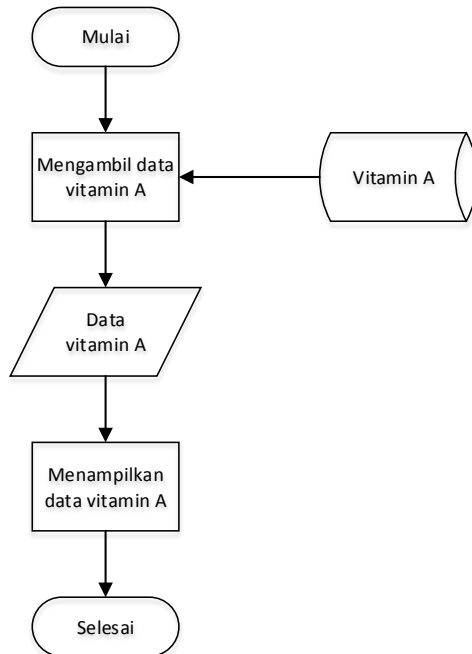 Mulai
Mengambil data
vitamin A
Vitamin A
Data
vitamin A
Menampilkan
data vitamin A
Selesai